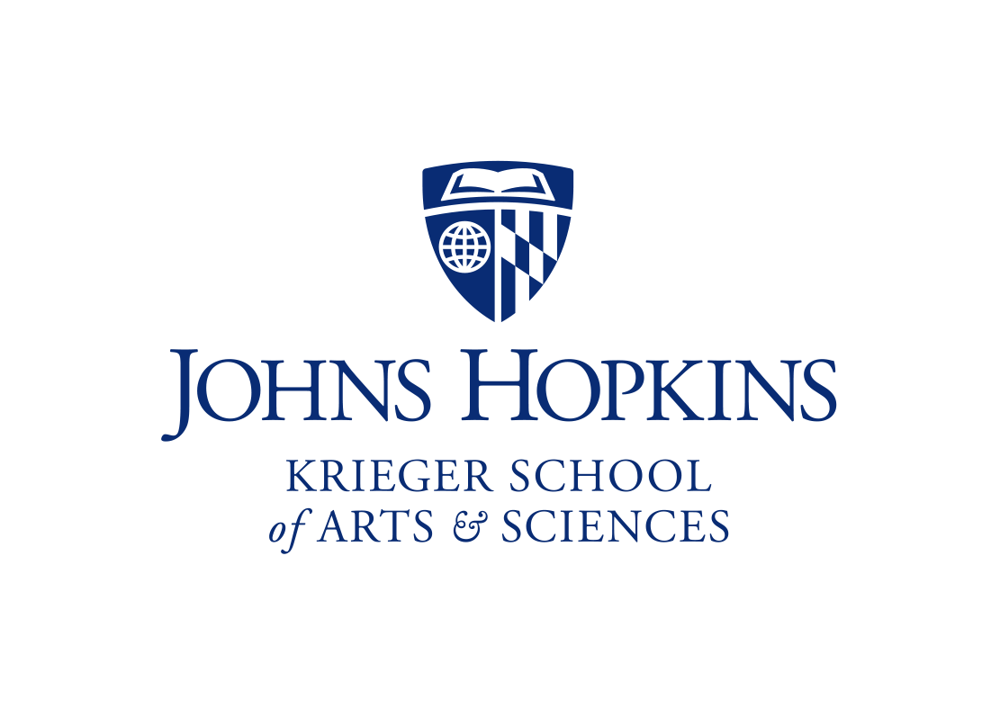 JOHNS HOPKINS
KRIEGER SCHOOL
of ARTS & SCIENCES